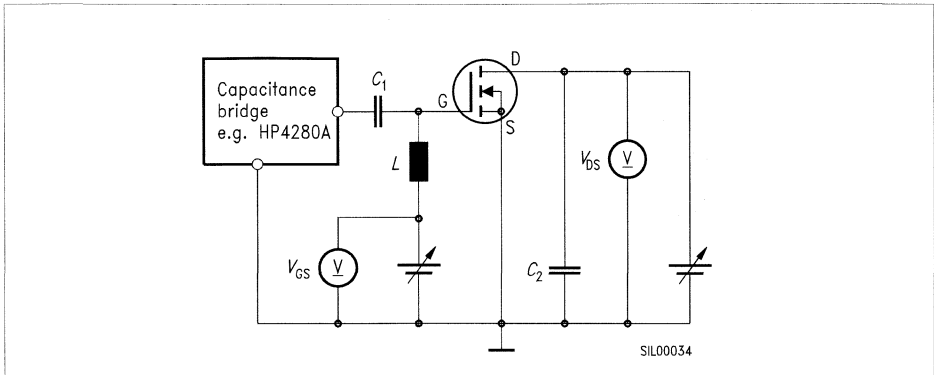 Capacitance
bridge
e.g. HP4280A
C1
G
D
S
L
VGS
V
C2
VDS
V
SIL00034